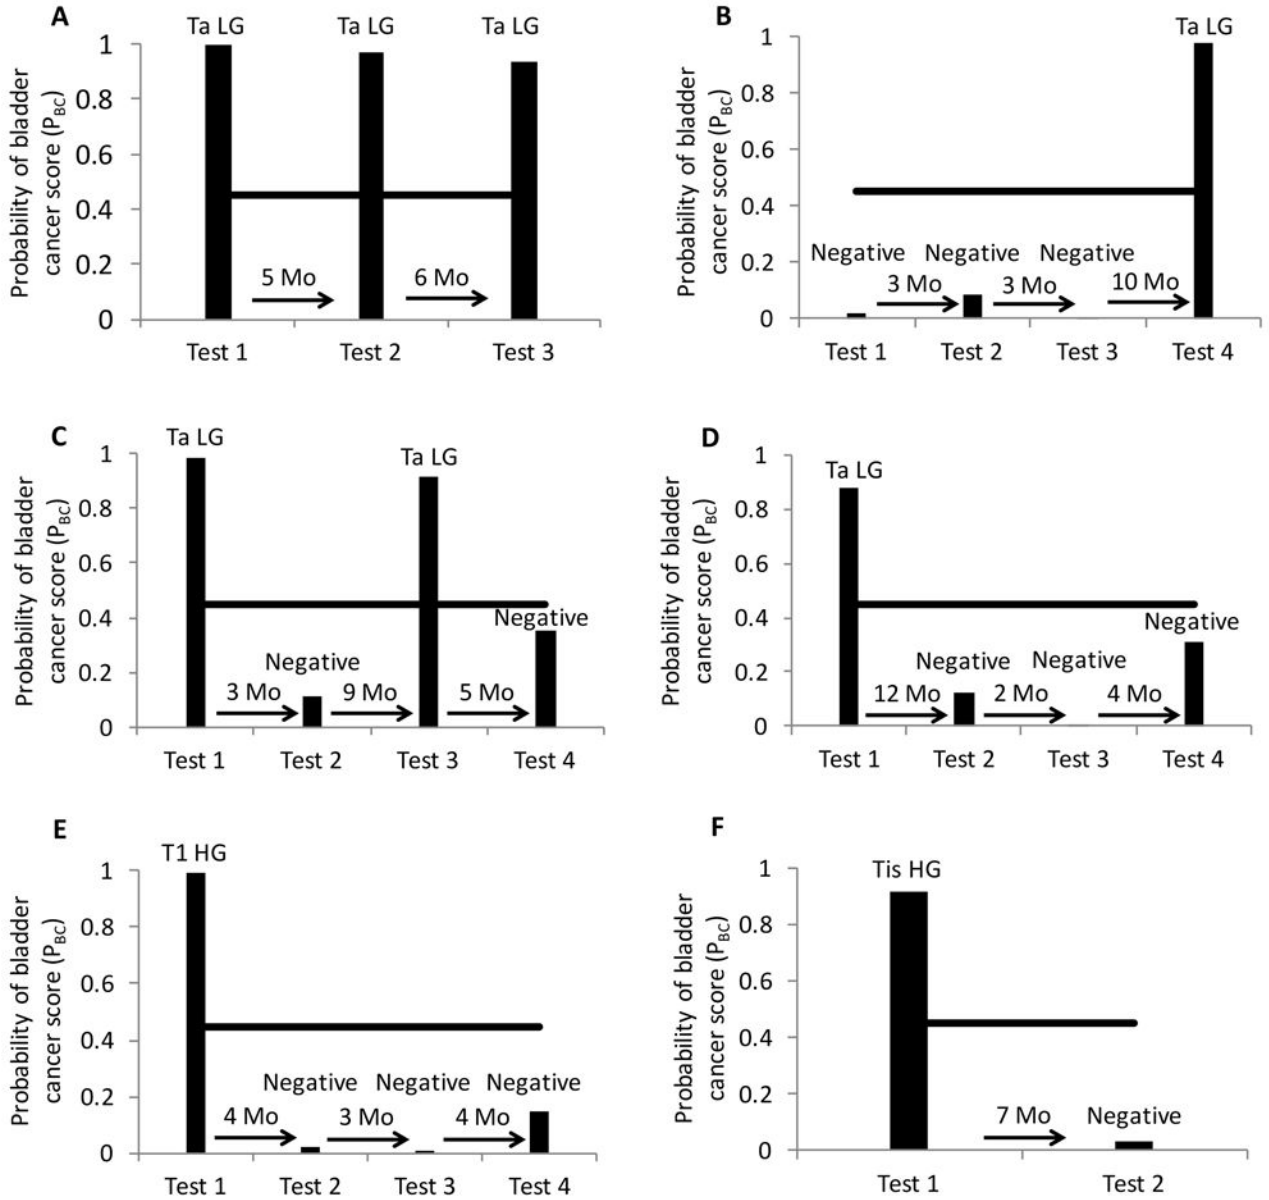 A
Ta LG Ta LG Ta LG
Probability of bladder
cancer score (PBC)
1
0.8
0.6
0.4
0.2
0
5 Mo 6 Mo
Test 1 Test 2 Test 3
B
Ta LG
Probability of bladder
cancer score (PBC)
1
0.8
0.6
0.4
0.2
0
Negative Negative Negative
3 Mo 3 Mo 10 Mo
Test 1 Test 2 Test 3 Test 4
C
Ta LG
Ta LG
Probability of bladder
cancer score (PBC)
1
0.8
0.6
0.4
0.2
0
Negative
Negative
3 Mo 9 Mo 5 Mo
Test 1 Test 2 Test 3 Test 4
D
Ta LG
Probability of bladder
cancer score (PBC)
1
0.8
0.6
0.4
0.2
0
Negative
Negative Negative
12 Mo 2 Mo 4 Mo
Test 1 Test 2 Test 3 Test 4
E
T1 HG
Probability of bladder
cancer score (PBC)
1
0.8
0.6
0.4
0.2
0
Negative Negative Negative
4 Mo 3 Mo 4 Mo
Test 1 Test 2 Test 3 Test 4
F
Tis HG
Probability of bladder
cancer score (PBC)
1
0.8
0.6
0.4
0.2
0
7 Mo Negative
Test 1 Test 2